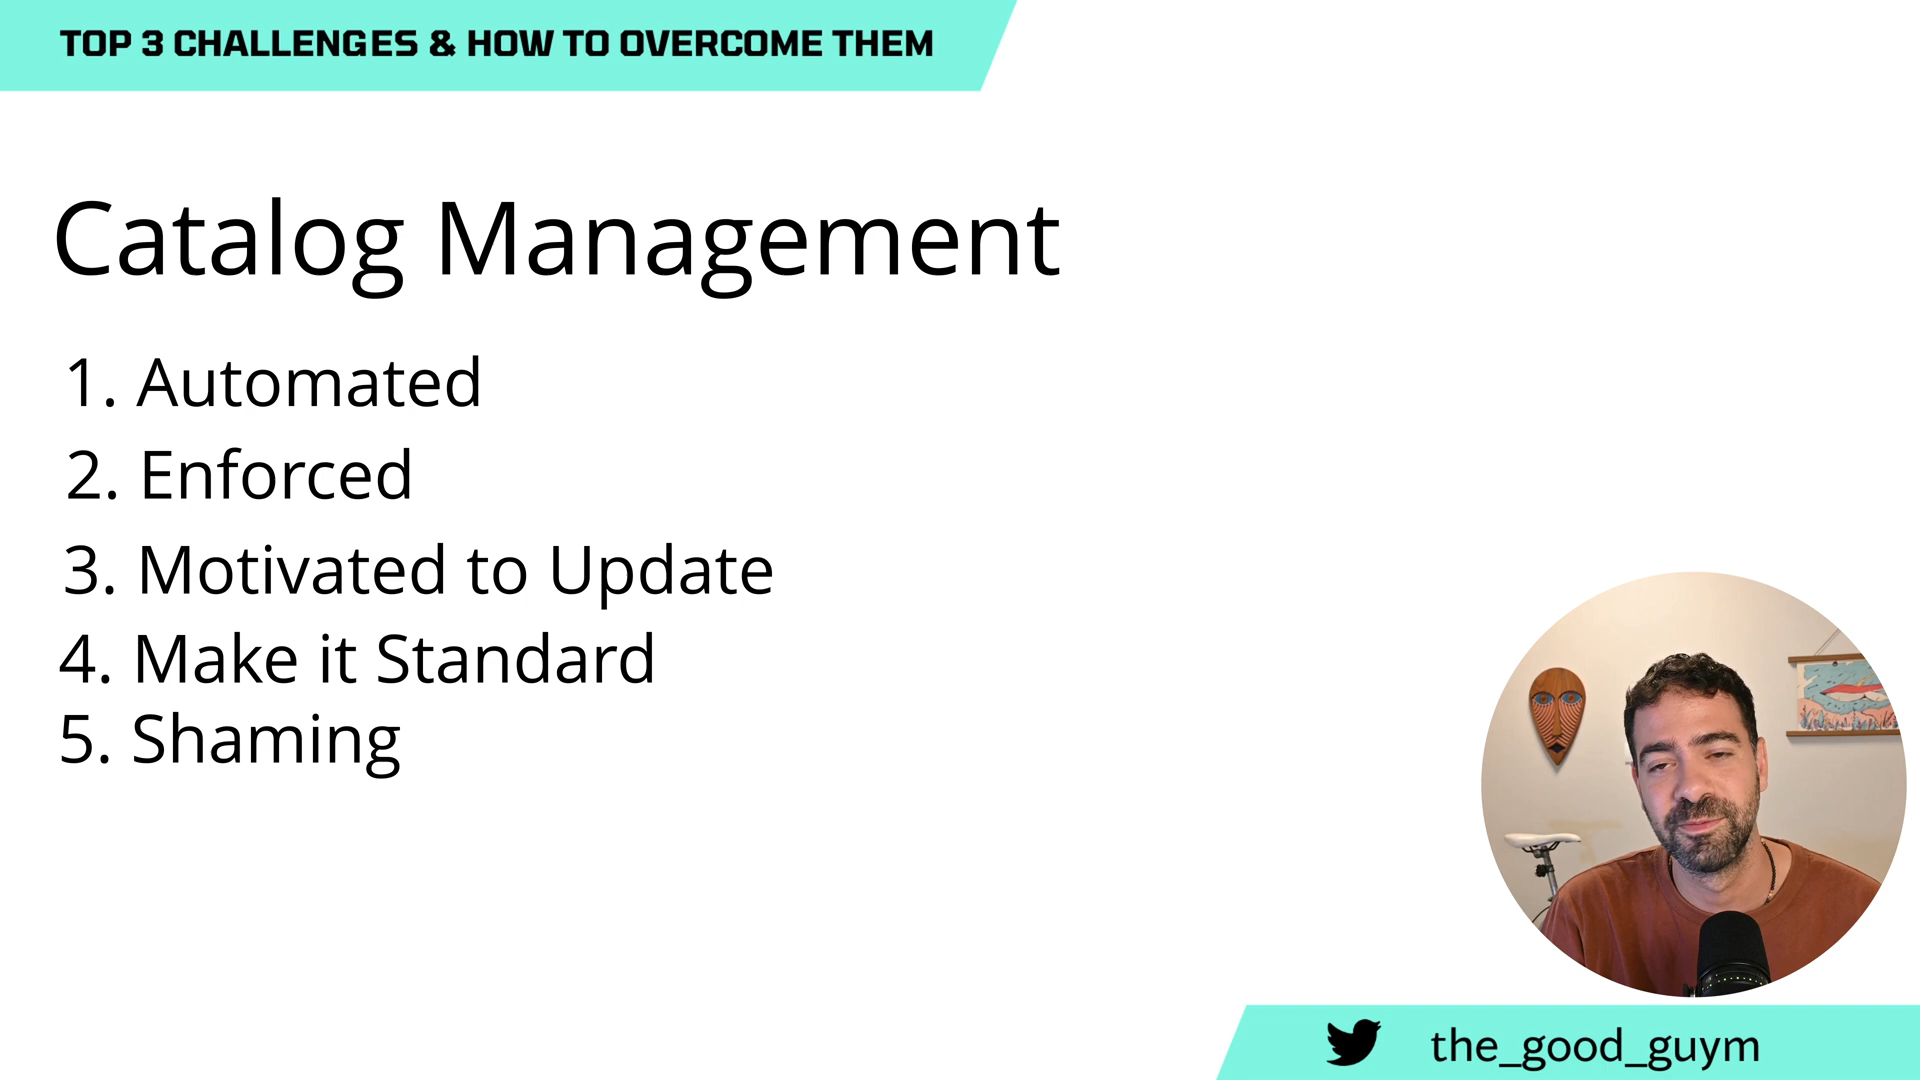 TOP 3 CHALLENGES & HOW TO OVERCOME THEM
Catalog Management
1. Automated
2. Enforced
3. Motivated to Update
4. Make it Standard
5. Shaming
the_good_guym